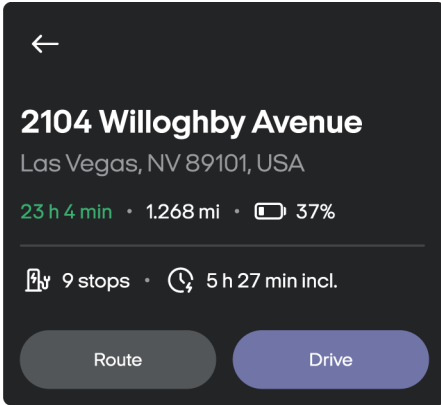 2104 Willoghby Avenue
Las Vegas, NV 89101, USA
23 h 4 min • 1.268 mi • 37%
9 stops • 5 h 27 min incl.
Route Drive